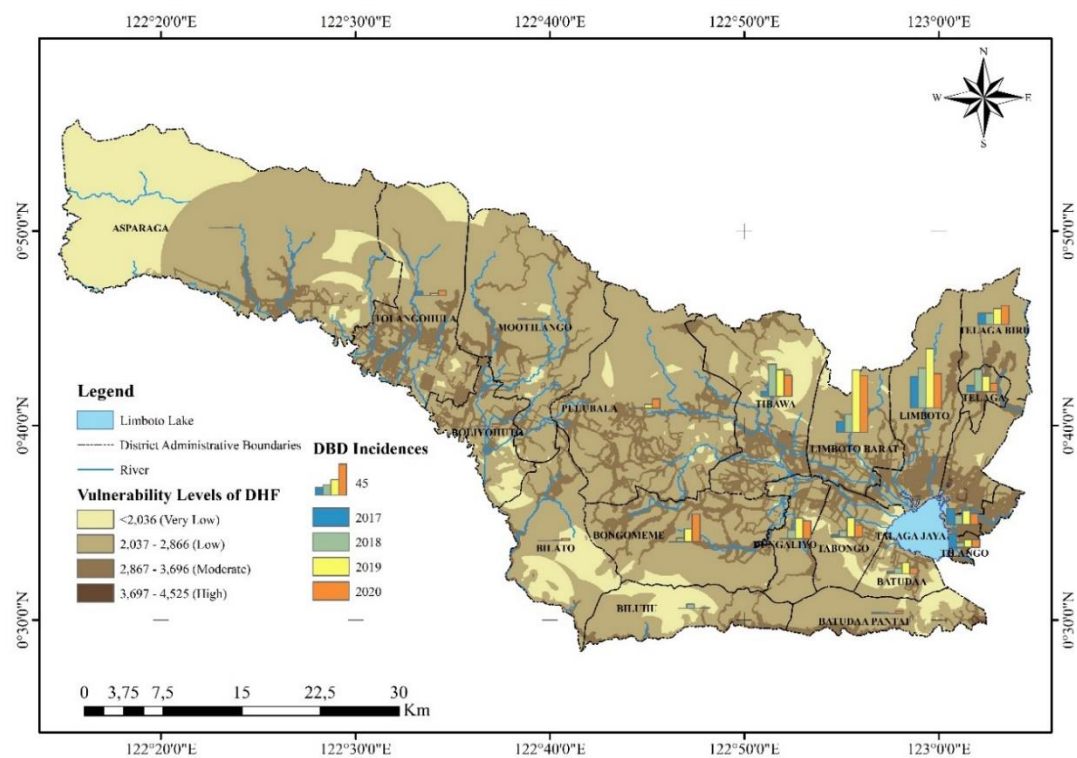 122°20'0"E 122°30'0"E 122°40'0"E 122°50'0"E 123°0'0"E
N
W E
S
0°50'0"N 0°50'0"N
ASPARAGA
TOLANGOHULA
MOOTILANGO
TELAGA BIRU
TELAGA
LIMBOTO
TIBAWA
PULUBALA
LIMBOTO BARAT
BOLIYOHUTO
0°40'0"N 0°40'0"N
BONGOMEME
BILATO
DUNGALIYO
TABONGO
TALAGA JAYA
TILANGO
BATUDAA
BILUHU
BATUDAA PANTAI
0°30'0"N 0°30'0"N
Legend
Limboto Lake
District Administrative Boundaries
River
Vulnerability Levels of DHF
<2,036 (Very Low)
2,037 - 2,866 (Low)
2,867 - 3,696 (Moderate)
3,697 - 4,525 (High)
DBD Incidences
45
2017
2018
2019
2020
0 3,75 7,5 15 22,5 30
Km
122°20'0"E 122°30'0"E 122°40'0"E 122°50'0"E 123°0'0"E